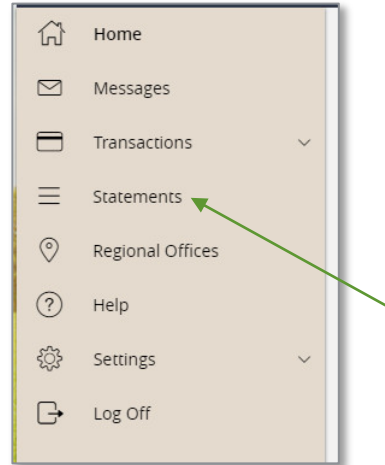 Home
Messages
Transactions
Statements
Regional Offices
Help
Settings
Log Off